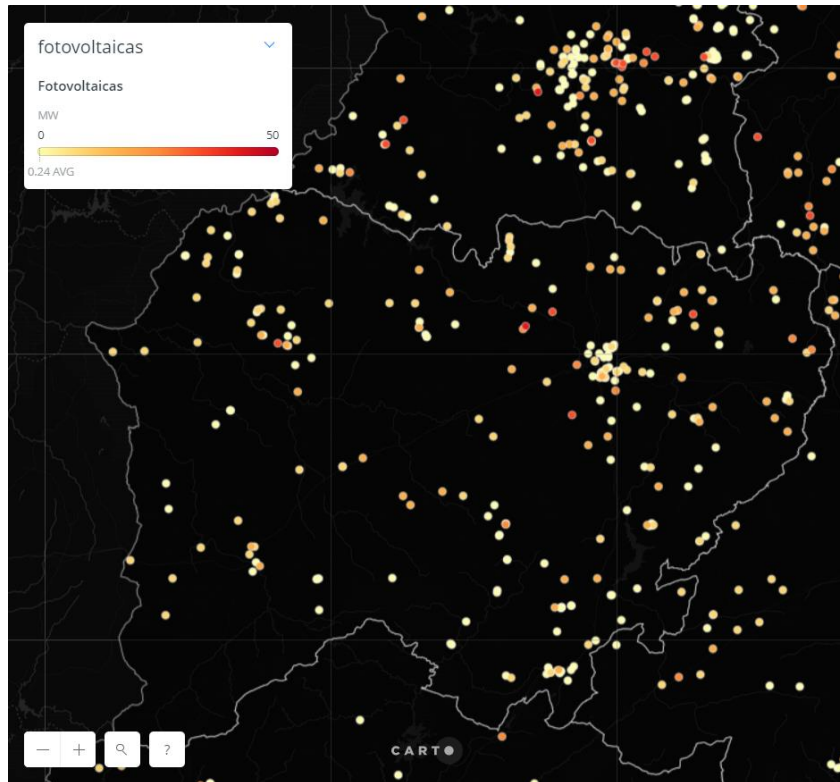 fotovoltaicas
Fotovoltaicas
MW
0 50
0.24 AVG
− + ?
CARTO